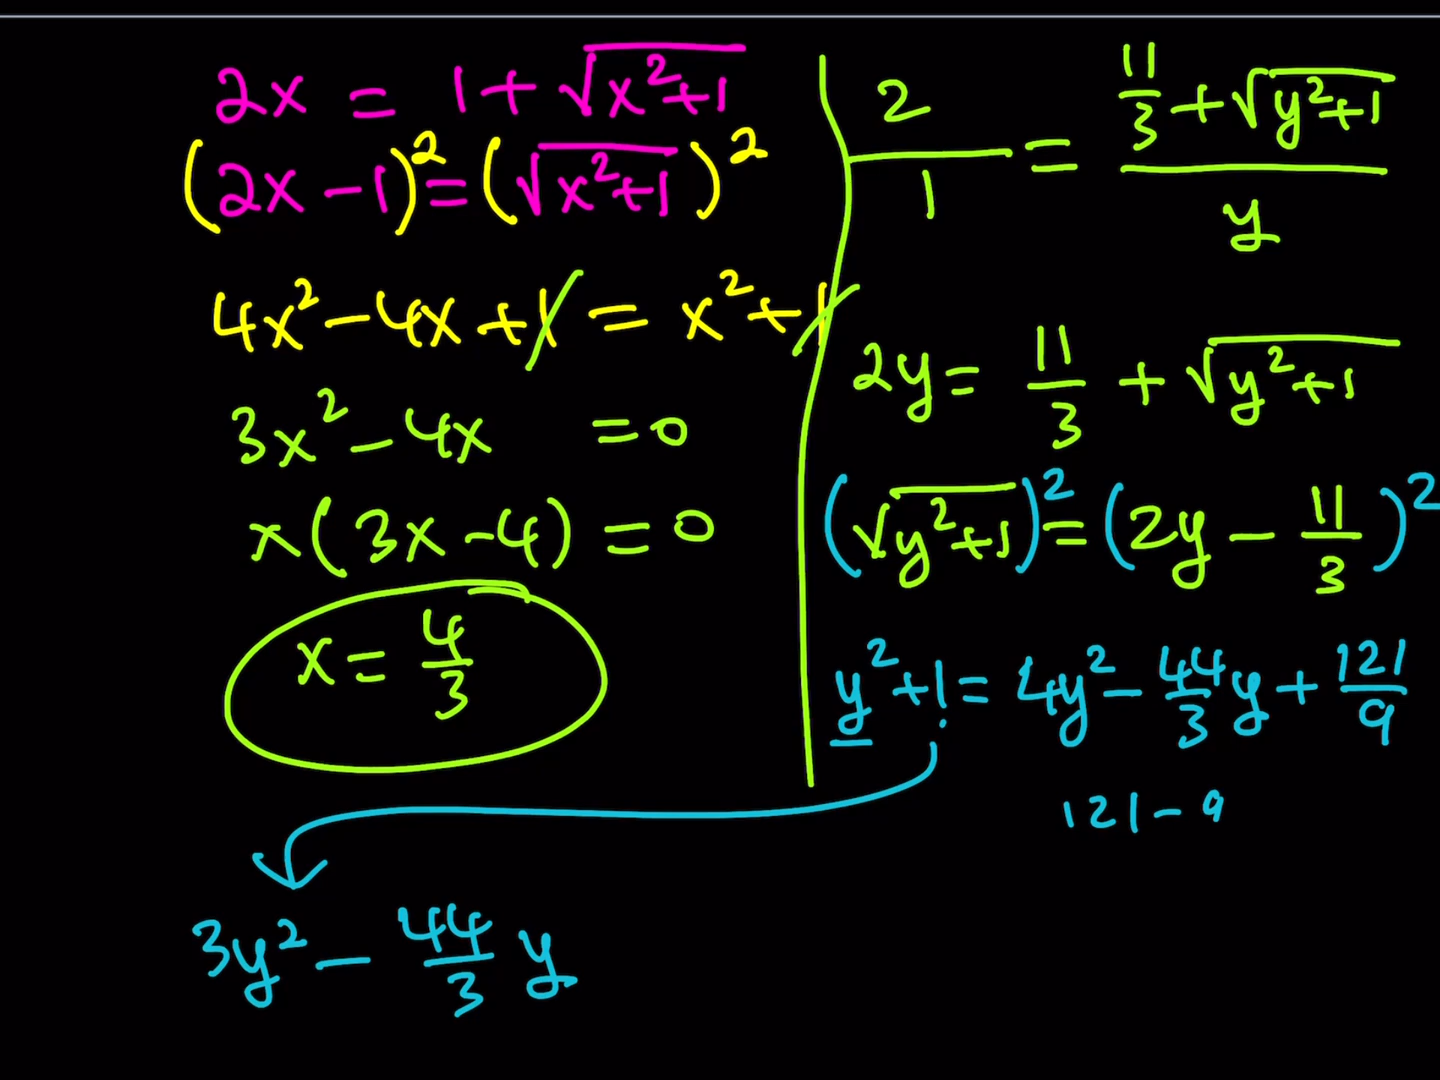 2x = 1 + √(x²+1)
(2x − 1)² = (√(x²+1))²
4x² − 4x + 1 = x² + 1
3x² − 4x = 0
x(3x − 4) = 0
x = 4/3
2/1 = (11/3 + √(y²+1))/y
2y = 11/3 + √(y²+1)
(√(y²+1))² = (2y − 11/3)²
y² + 1 = 4y² − 44/3 y + 121/9
121 − 9
3y² − 44/3 y